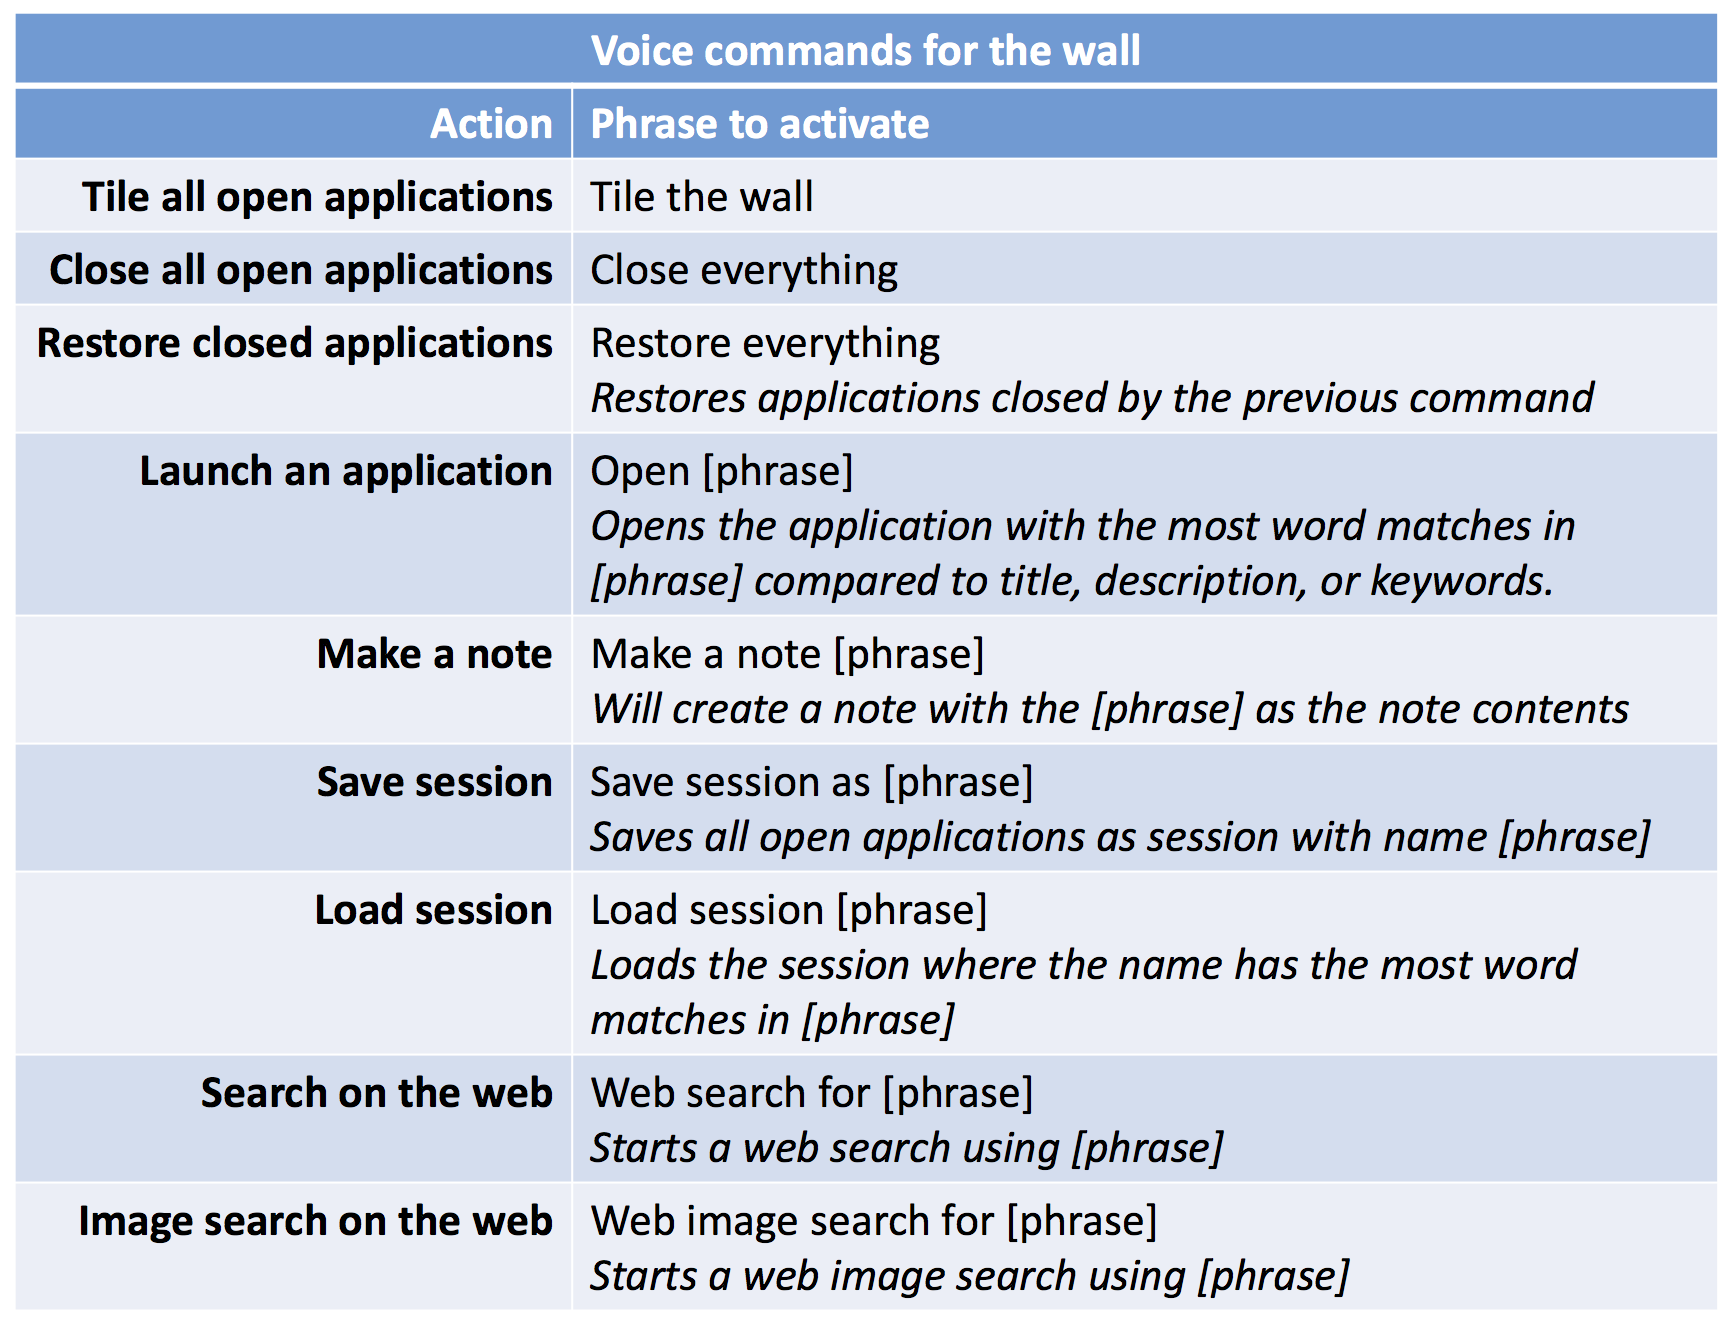 Voice commands for the wall
Action Phrase to activate
Tile all open applications Tile the wall
Close all open applications Close everything
Restore closed applications Restore everything
Restores applications closed by the previous command
Launch an application Open [phrase]
Opens the application with the most word matches in
[phrase] compared to title, description, or keywords.
Make a note Make a note [phrase]
Will create a note with the [phrase] as the note contents
Save session Save session as [phrase]
Saves all open applications as session with name [phrase]
Load session Load session [phrase]
Loads the session where the name has the most word
matches in [phrase]
Search on the web Web search for [phrase]
Starts a web search using [phrase]
Image search on the web Web image search for [phrase]
Starts a web image search using [phrase]